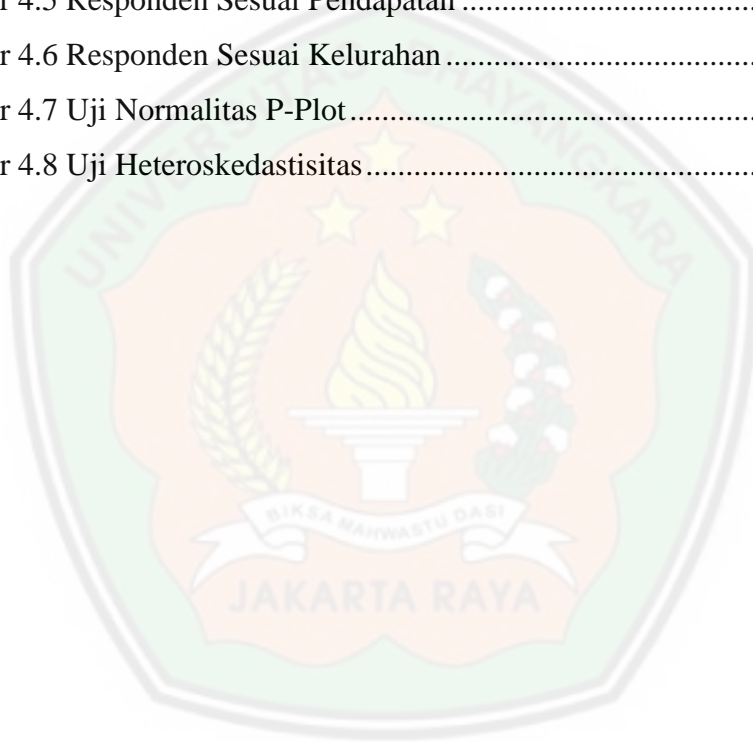 r 4.5 Responden Sesuai Pendapatan ....................................
r 4.6 Responden Sesuai Kelurahan ......................................
r 4.7 Uji Normalitas P-Plot ..................................................
r 4.8 Uji Heteroskedastisitas ................................................
UNIVERSITAS BHAYANGKARA
BIKSA MAHWASTU DASI
JAKARTA RAYA